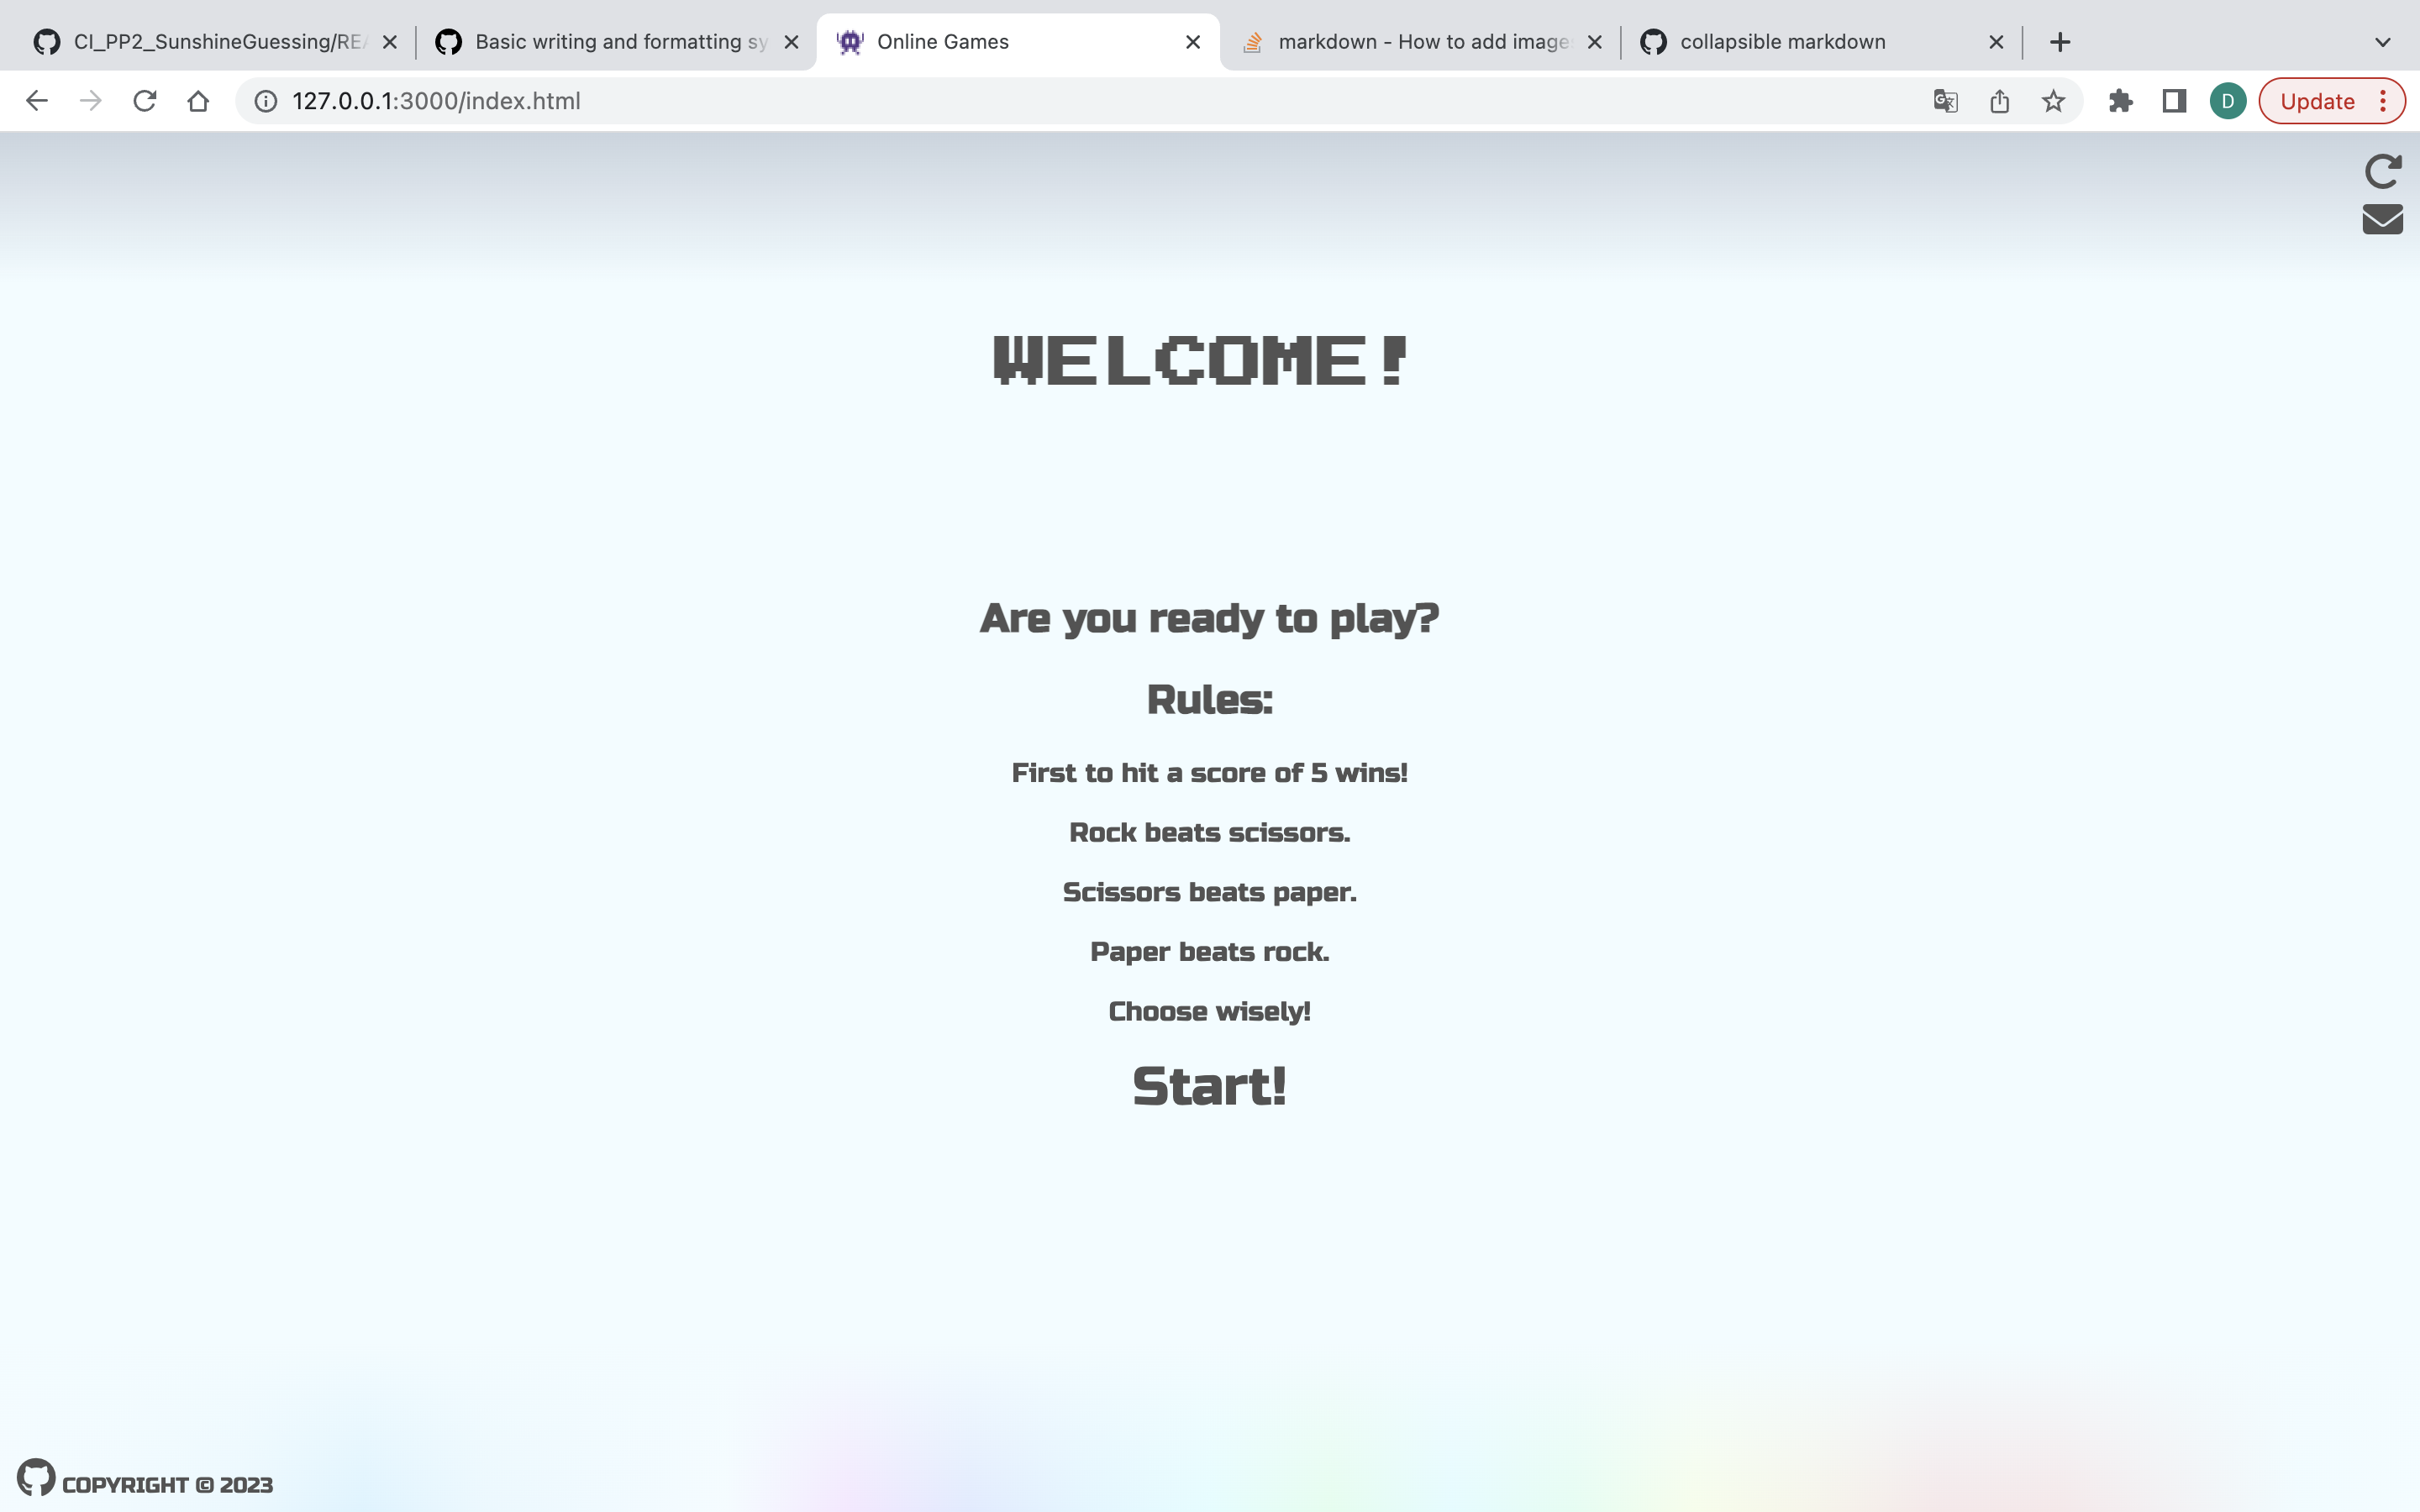 CI_PP2_SunshineGuessing/REA
Basic writing and formatting sy
Online Games
markdown - How to add image
collapsible markdown
127.0.0.1:3000/index.html
D
Update
WELCOME!
Are you ready to play?
Rules:
First to hit a score of 5 wins!
Rock beats scissors.
Scissors beats paper.
Paper beats rock.
Choose wisely!
Start!
COPYRIGHT © 2023